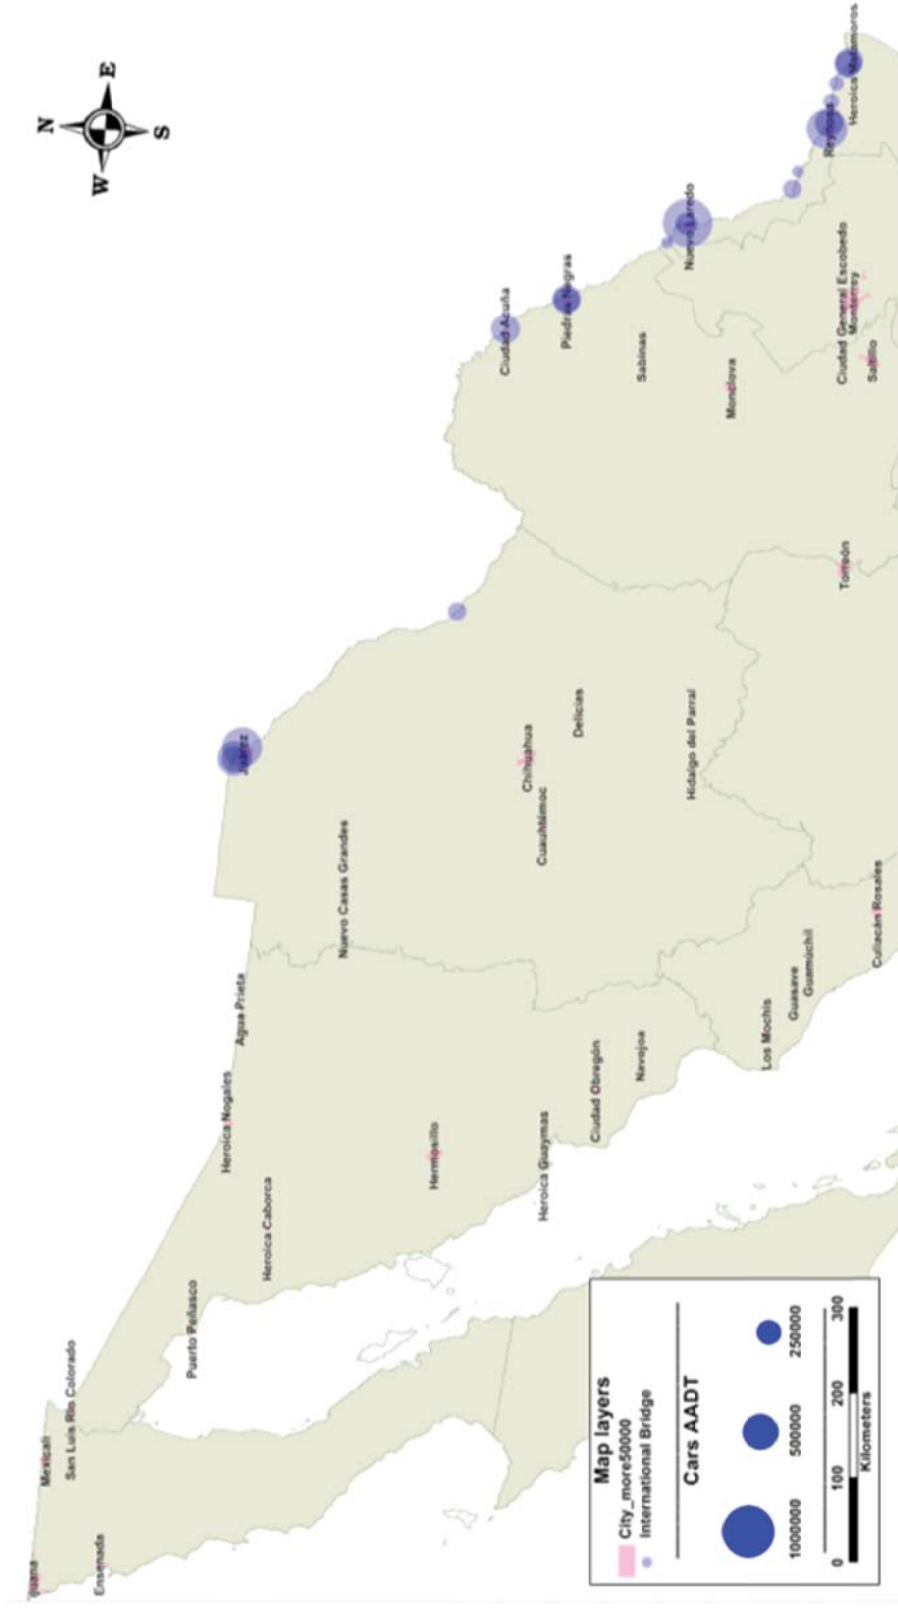 N
W
E
S
Tijuana
Mexicali
San Luis Río Colorado
Ensenada
Puerto Peñasco
Heroica Nogales
Agua Prieta
Heroica Caborca
Juárez
Nuevo Casas Grandes
Hermosillo
Heroica Guaymas
Ciudad Obregón
Navojoa
Chihuahua
Cuauhtémoc
Delicias
Hidalgo del Parral
Ciudad Acuña
Piedras Negras
Sabinas
Nuevo Laredo
Monclova
Reynosa
Heroica Matamoros
Ciudad General Escobedo
Monterrey
Saltillo
Torreón
Los Mochis
Guasave
Guamúchil
Culiacán Rosales
Map layers
City_more50000
International Bridge
Cars AADT
1000000 500000 250000
0 100 200 300
Kilometers